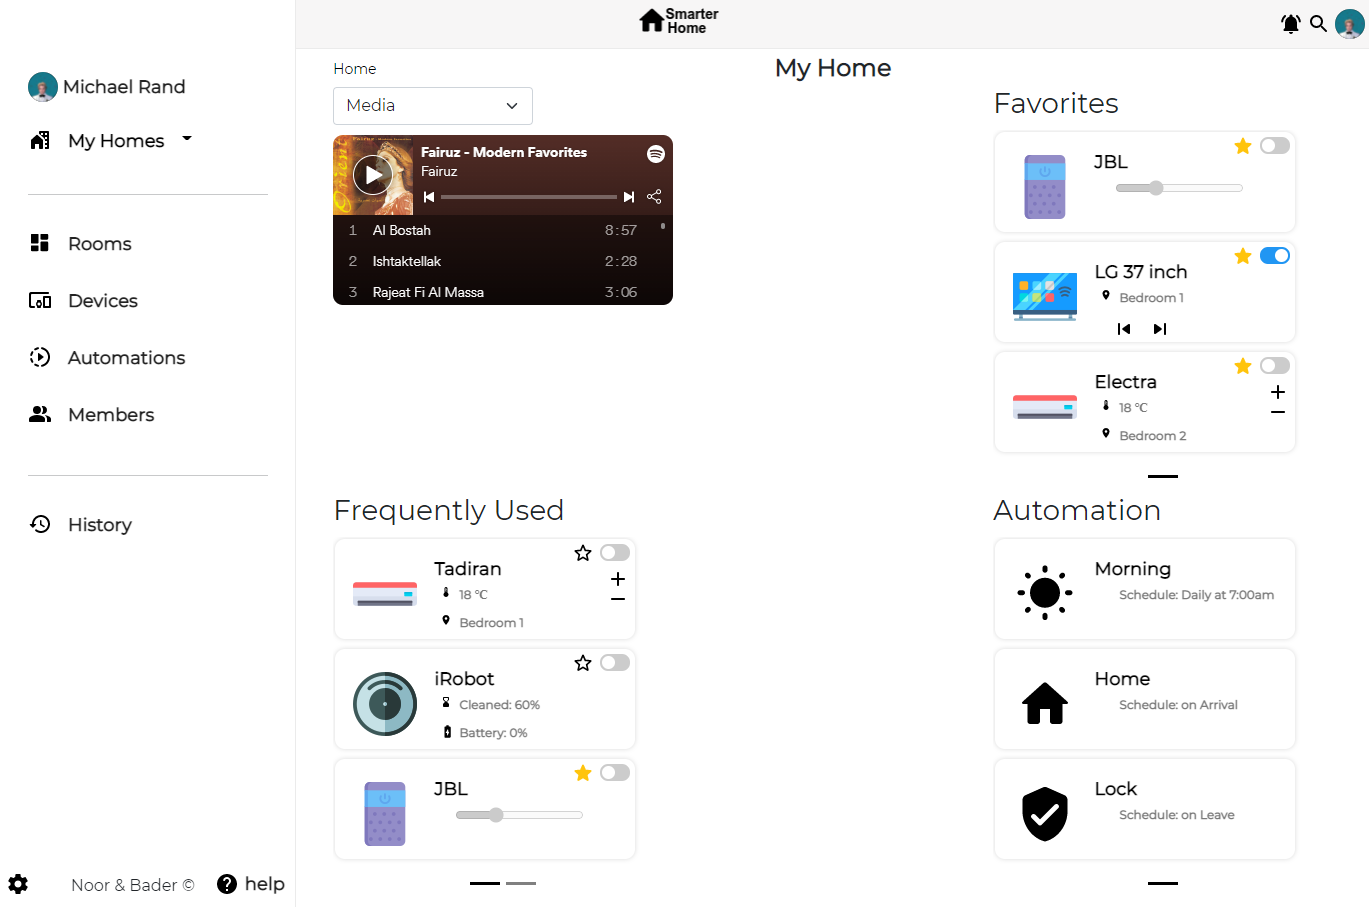 Smarter
Home
Michael Rand
My Homes
Rooms
Devices
Automations
Members
History
Noor & Bader ©
help
Home
My Home
Media
Fairuz - Modern Favorites
Fairuz
1 Al Bostah 8:57
2 Ishtaktellak 2:28
3 Rajeat Fi Al Massa 3:06
Favorites
JBL
LG 37 inch
Bedroom 1
Electra
18 °C
Bedroom 2
Frequently Used
Tadiran
18 °C
Bedroom 1
iRobot
Cleaned: 60%
Battery: 0%
JBL
Automation
Morning
Schedule: Daily at 7:00am
Home
Schedule: on Arrival
Lock
Schedule: on Leave